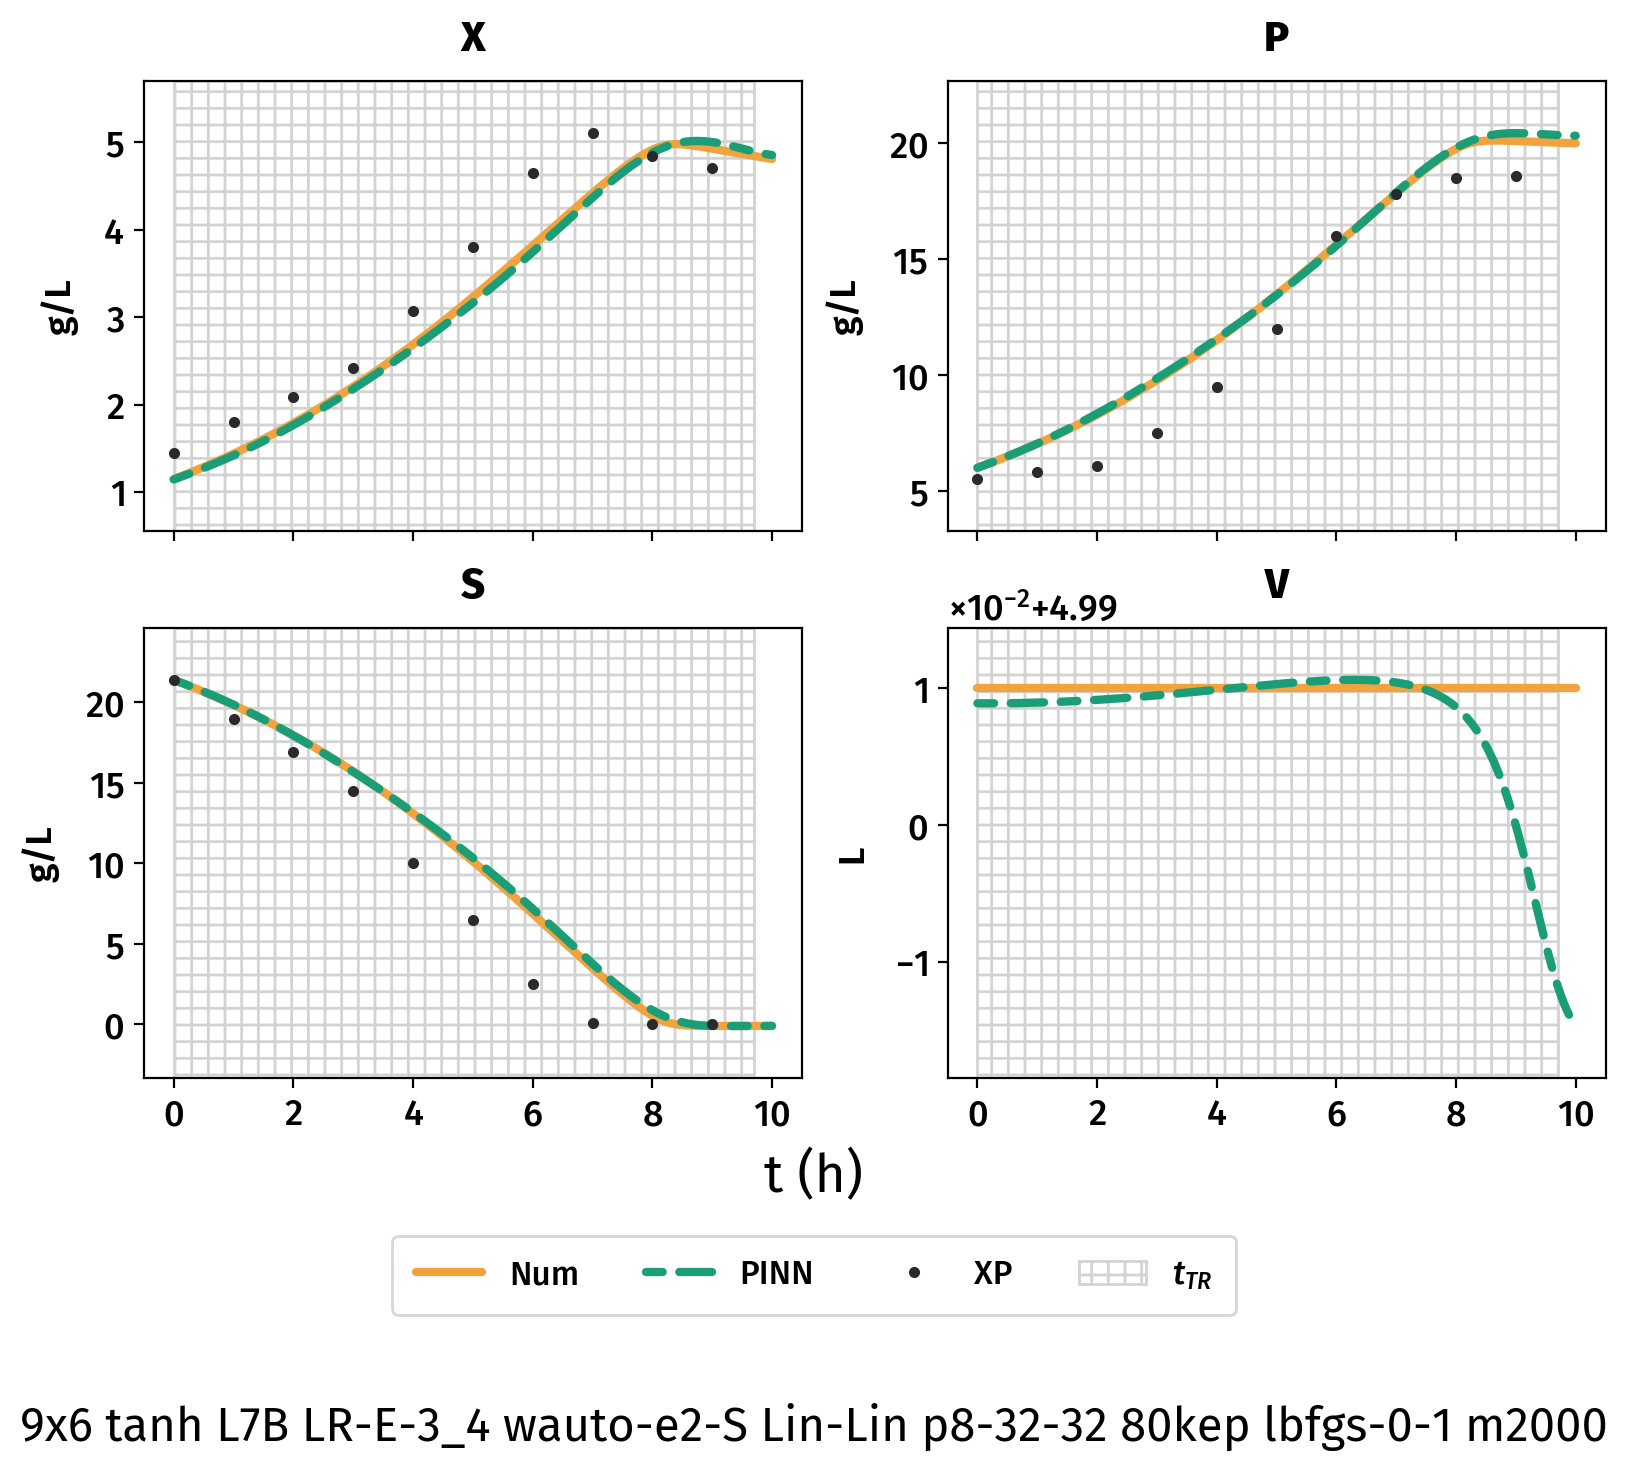 X
P
g/L
5
4
3
2
1
g/L
20
15
10
5
S
V
×10⁻²+4.99
g/L
20
15
10
5
0
L
1
0
−1
0 2 4 6 8 10
0 2 4 6 8 10
t (h)
Num PINN XP tTR
9x6 tanh L7B LR-E-3_4 wauto-e2-S Lin-Lin p8-32-32 80kep lbfgs-0-1 m2000